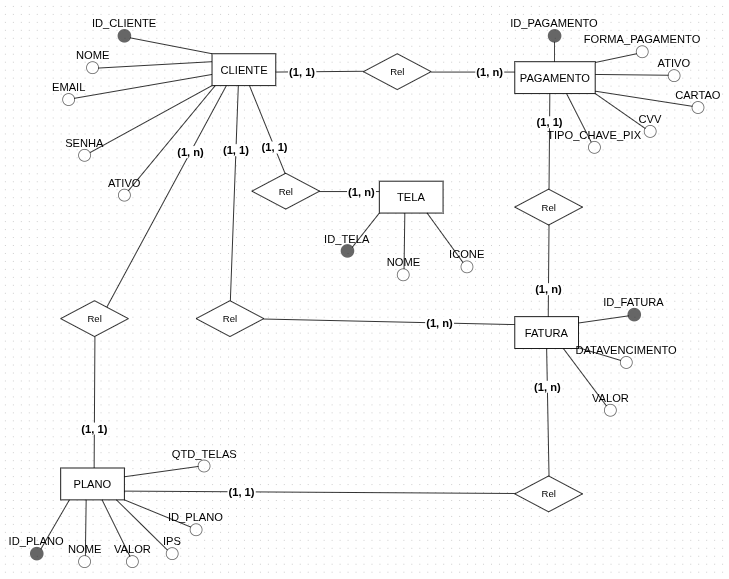 ID_CLIENTE
ID_PAGAMENTO
FORMA_PAGAMENTO
NOME
ATIVO
CLIENTE
(1, 1)
Rel
(1, n)
PAGAMENTO
EMAIL
CARTAO
CVV
(1, 1)
TIPO_CHAVE_PIX
SENHA
(1, n)
(1, 1)
(1, 1)
ATIVO
Rel
(1, n)
TELA
Rel
ID_TELA
NOME
ICONE
(1, n)
ID_FATURA
Rel
Rel
(1, n)
FATURA
DATAVENCIMENTO
(1, n)
VALOR
(1, 1)
QTD_TELAS
PLANO
(1, 1)
Rel
ID_PLANO
ID_PLANO
NOME
VALOR
IPS